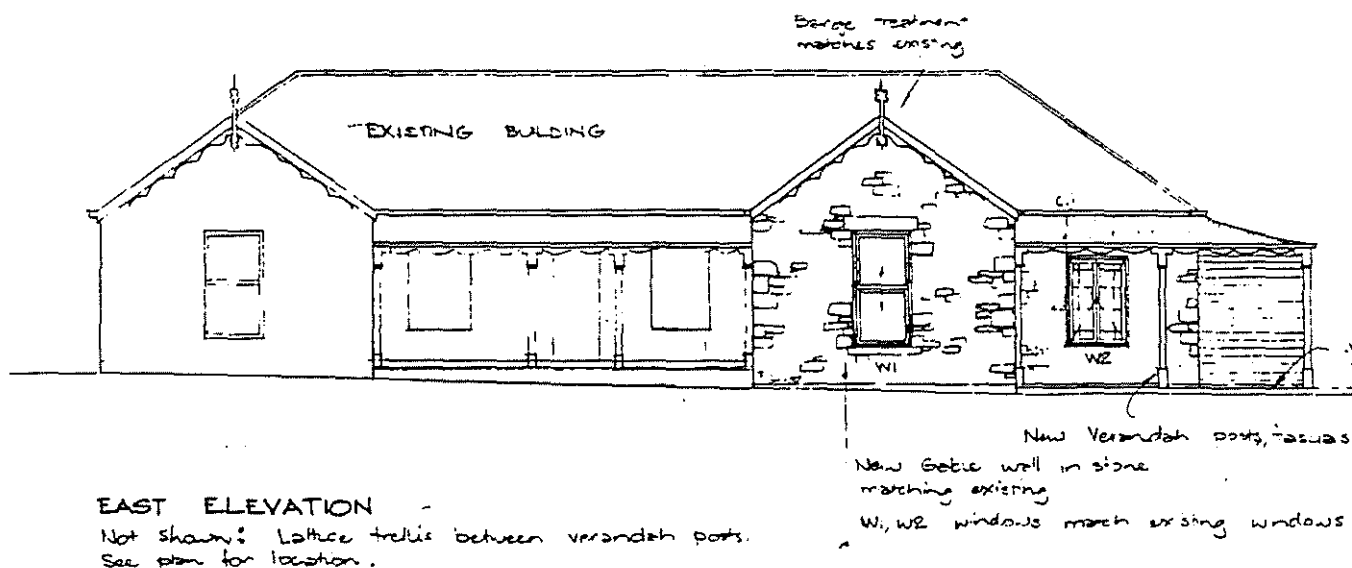 Barge treatment
matches existing
EXISTING BUILDING
W1
W2
New Verandah posts, fascias
New Gable wall in stone
matching existing
W1, W2 windows match existing windows
EAST ELEVATION
Not shown: Lattice trellis between verandah posts.
See plan for location.